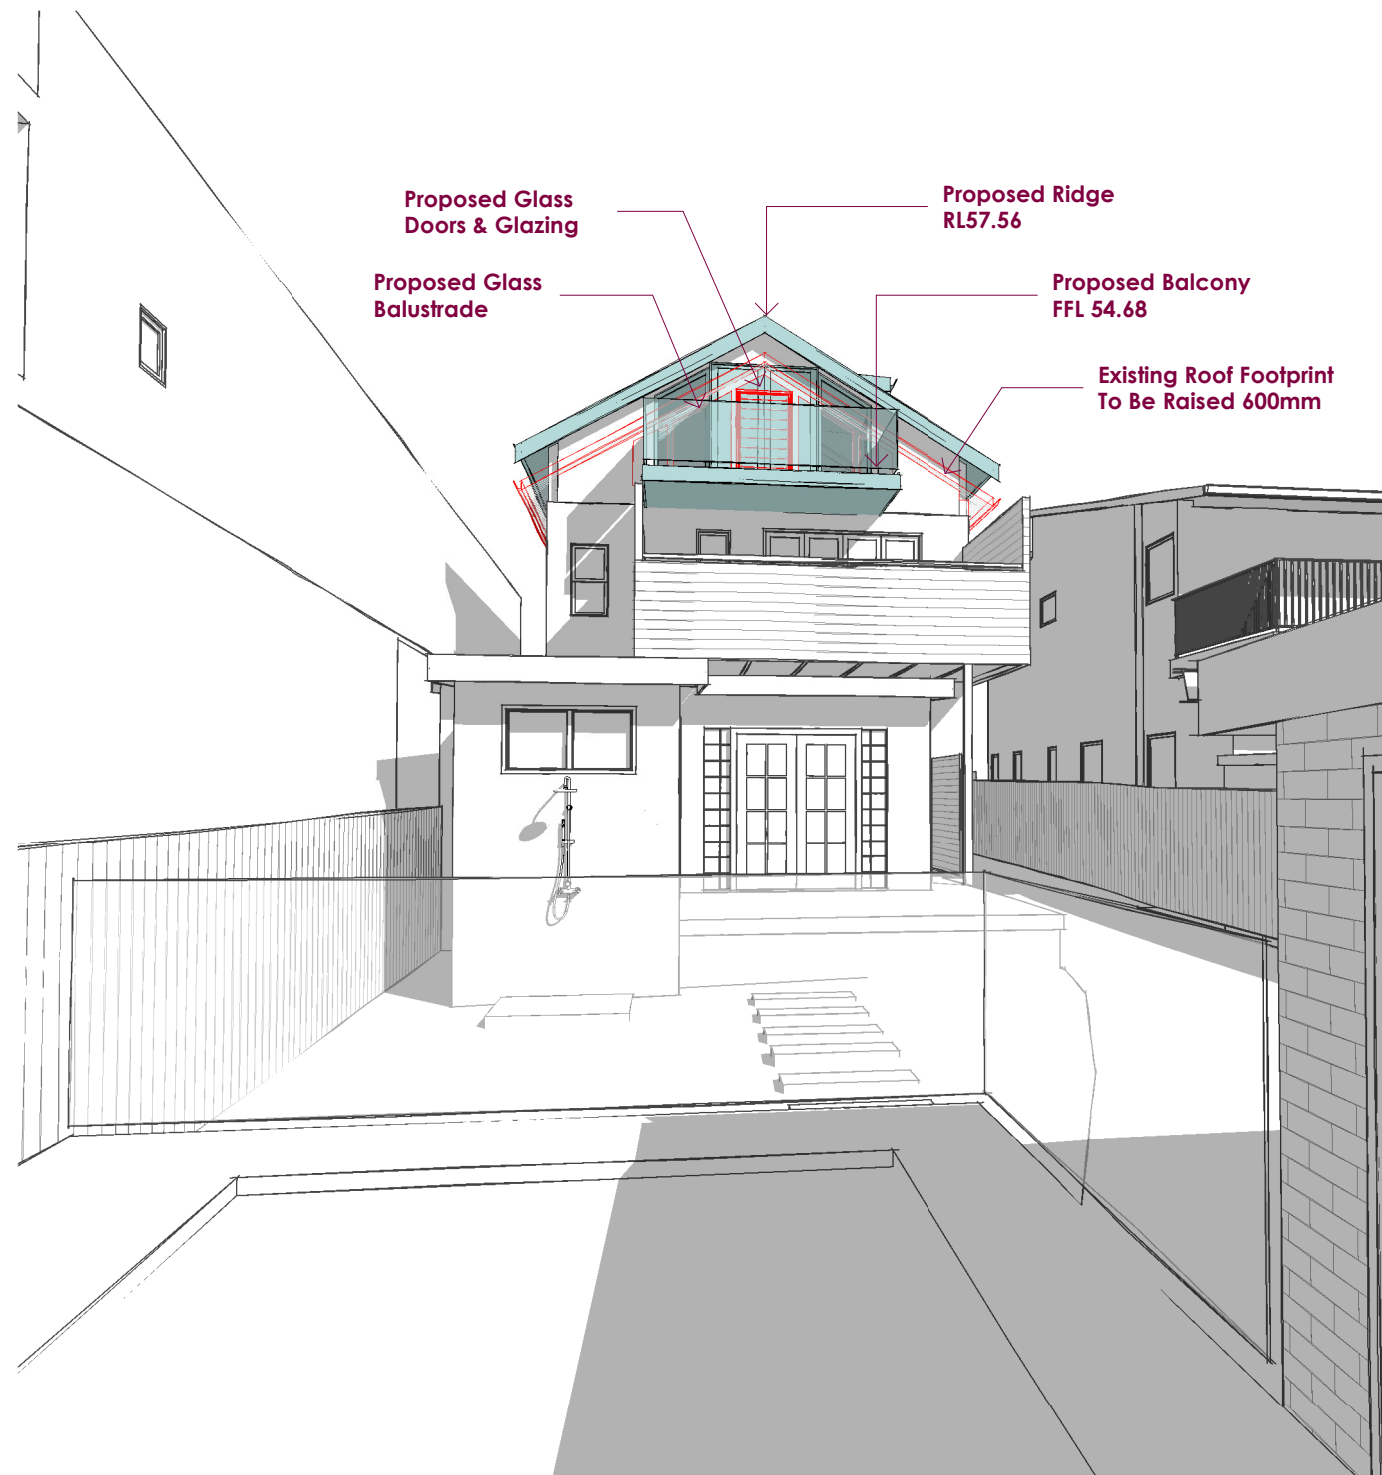 Proposed Glass
Doors & Glazing
Proposed Ridge
RL57.56
Proposed Glass
Balustrade
Proposed Balcony
FFL 54.68
Existing Roof Footprint
To Be Raised 600mm